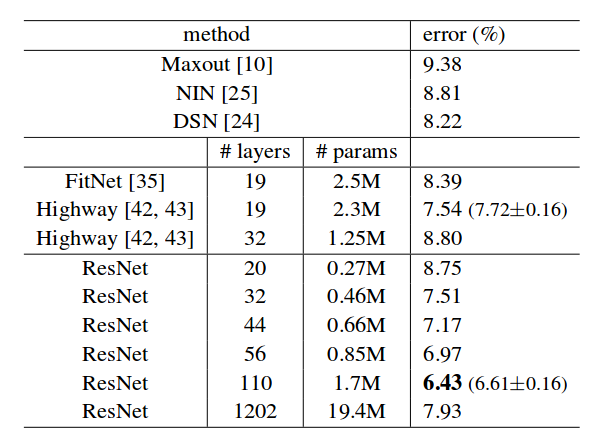 method error (%)
Maxout [10] 9.38
NIN [25] 8.81
DSN [24] 8.22
# layers # params
FitNet [35] 19 2.5M 8.39
Highway [42, 43] 19 2.3M 7.54 (7.72±0.16)
Highway [42, 43] 32 1.25M 8.80
ResNet 20 0.27M 8.75
ResNet 32 0.46M 7.51
ResNet 44 0.66M 7.17
ResNet 56 0.85M 6.97
ResNet 110 1.7M 6.43 (6.61±0.16)
ResNet 1202 19.4M 7.93